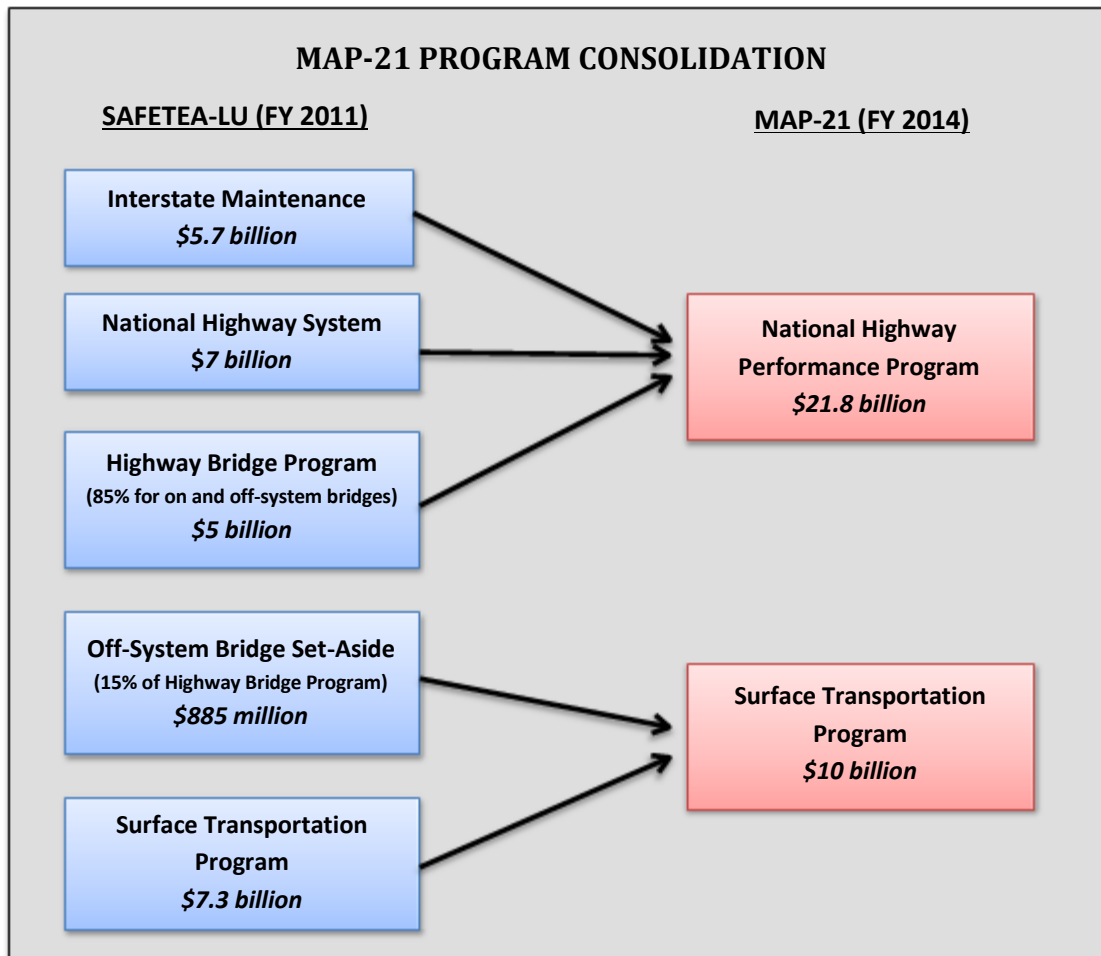 MAP-21 PROGRAM CONSOLIDATION
SAFETEA-LU (FY 2011)
MAP-21 (FY 2014)
Interstate Maintenance
$5.7 billion
National Highway System
$7 billion
Highway Bridge Program
(85% for on and off-system bridges)
$5 billion
Off-System Bridge Set-Aside
(15% of Highway Bridge Program)
$885 million
Surface Transportation
Program
$7.3 billion
National Highway
Performance Program
$21.8 billion
Surface Transportation
Program
$10 billion